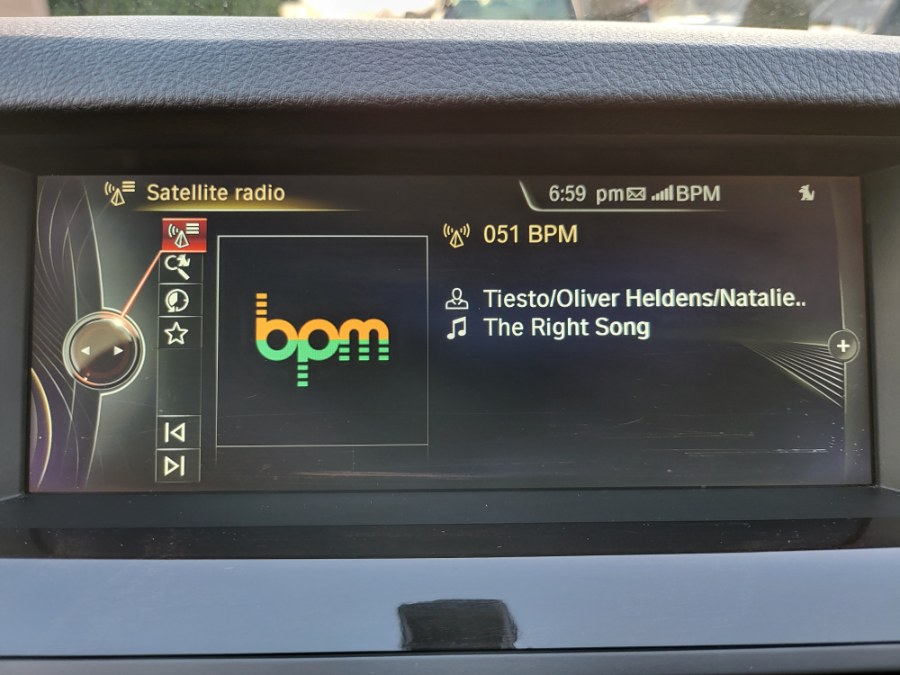 Satellite radio
6:59 pm BPM
051 BPM
bpm
Tiesto/Oliver Heldens/Natalie..
The Right Song